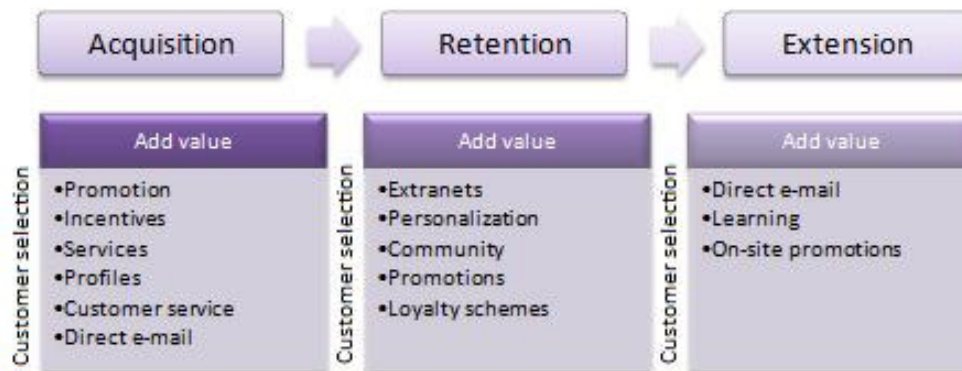 Acquisition
Retention
Extension
Customer selection
Add value
•Promotion
•Incentives
•Services
•Profiles
•Customer service
•Direct e-mail
Customer selection
Add value
•Extranets
•Personalization
•Community
•Promotions
•Loyalty schemes
Customer selection
Add value
•Direct e-mail
•Learning
•On-site promotions